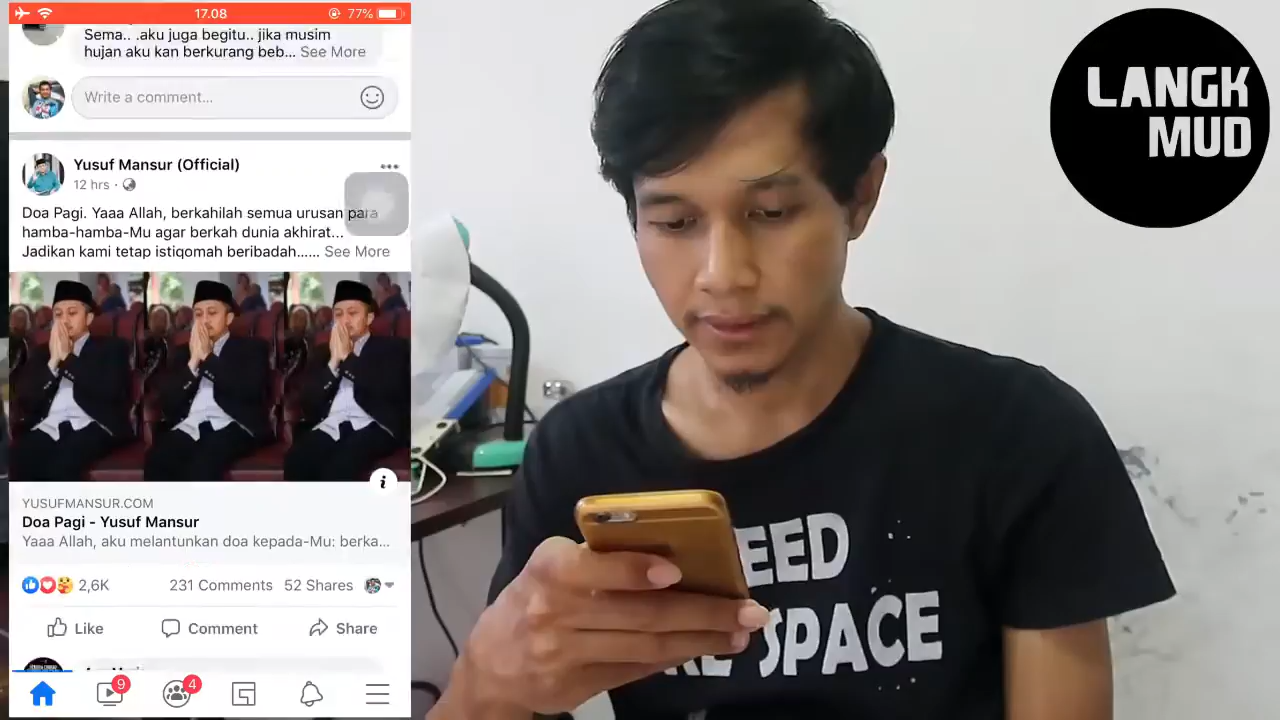 17.08
77%
Sema.. .aku juga begitu.. jika musim
hujan aku kan berkurang beb... See More
Write a comment...
Yusuf Mansur (Official)
12 hrs
Doa Pagi. Yaaa Allah, berkahilah semua urusan para
hamba-hamba-Mu agar berkah dunia akhirat...
Jadikan kami tetap istiqomah beribadah...... See More
YUSUFMANSUR.COM
Doa Pagi - Yusuf Mansur
Yaaa Allah, aku melantunkan doa kepada-Mu: berka...
2,6K
231 Comments
52 Shares
Like
Comment
Share
9
4
LANGK
MUD
EED
SPACE